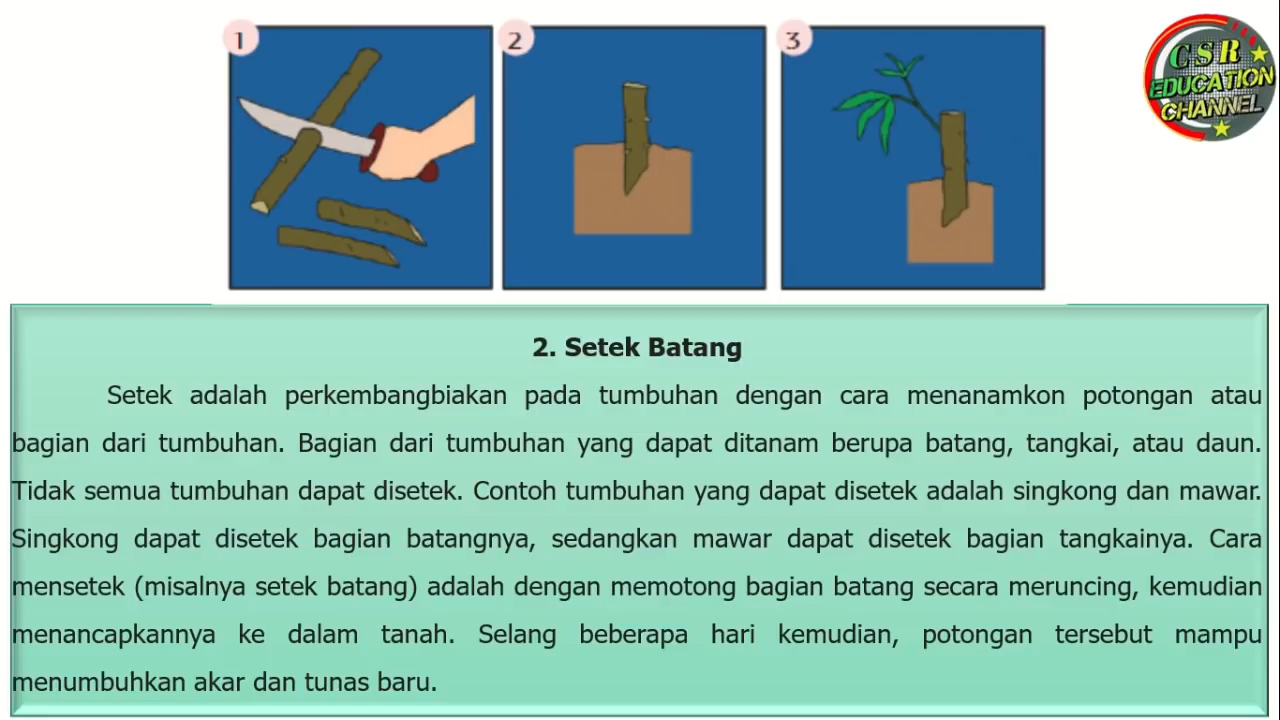 1
2
3
CSR
EDUCATION
CHANNEL
2. Setek Batang
Setek adalah perkembangbiakan pada tumbuhan dengan cara menanamkon potongan atau
bagian dari tumbuhan. Bagian dari tumbuhan yang dapat ditanam berupa batang, tangkai, atau daun.
Tidak semua tumbuhan dapat disetek. Contoh tumbuhan yang dapat disetek adalah singkong dan mawar.
Singkong dapat disetek bagian batangnya, sedangkan mawar dapat disetek bagian tangkainya. Cara
mensetek (misalnya setek batang) adalah dengan memotong bagian batang secara meruncing, kemudian
menancapkannya ke dalam tanah. Selang beberapa hari kemudian, potongan tersebut mampu
menumbuhkan akar dan tunas baru.